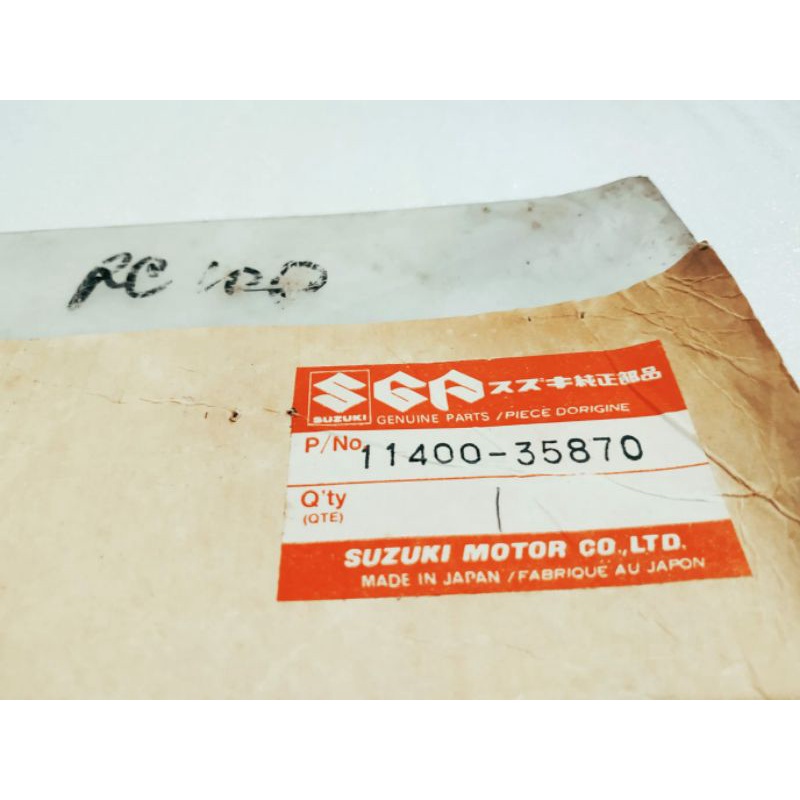 RC 100
SUZUKI SGP スズキ純正部品
GENUINE PARTS / PIECE DORIGINE
P/No. 11400-35870
Q'ty 1
(QTE)
SUZUKI MOTOR CO.,LTD.
MADE IN JAPAN / FABRIQUE AU JAPON